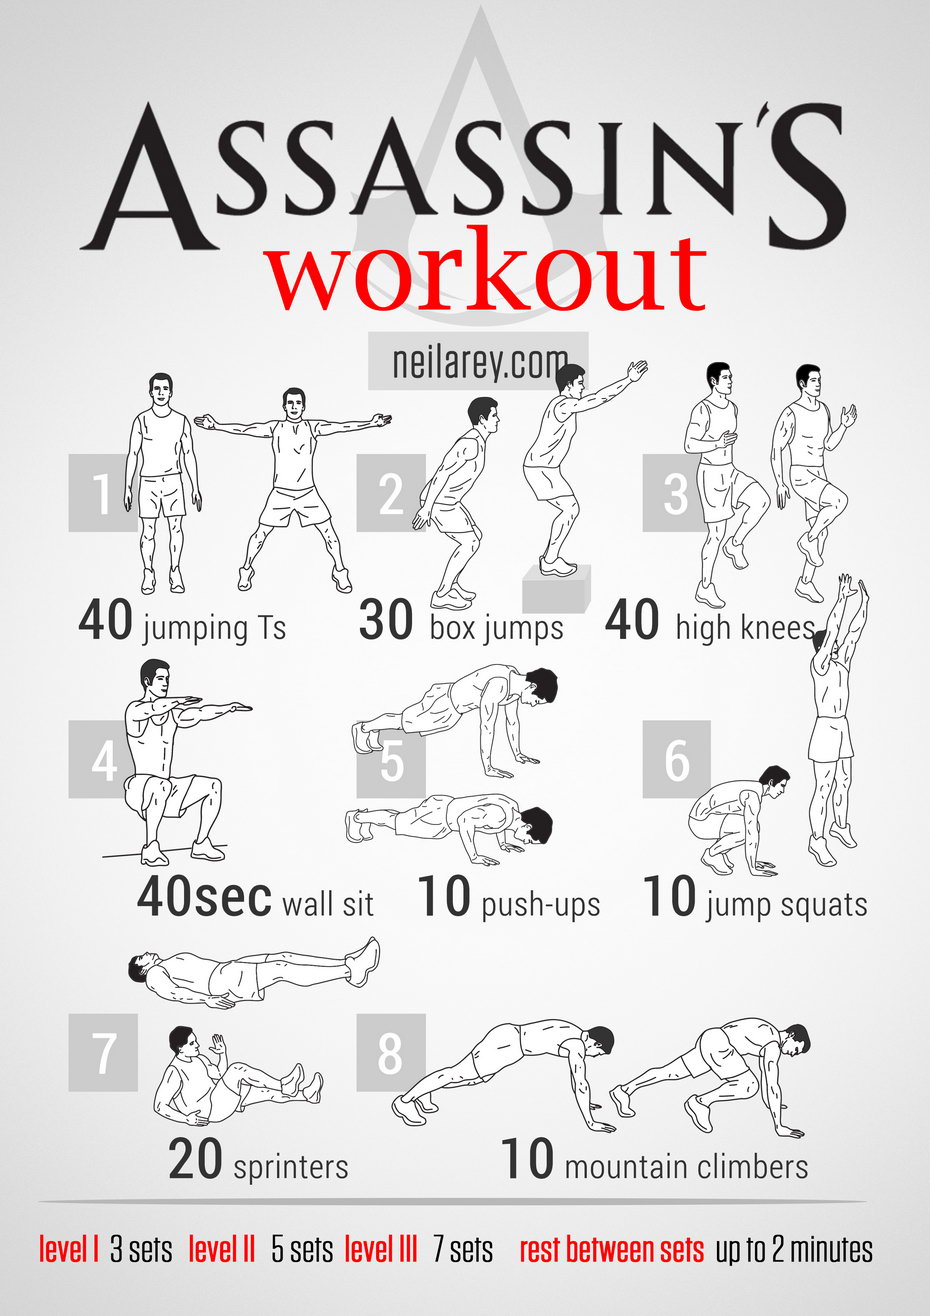 ASSASSIN'S
workout
neilarey.com
1
2
3
40 jumping Ts
30 box jumps
40 high knees
4
5
6
40sec wall sit
10 push-ups
10 jump squats
7
8
20 sprinters
10 mountain climbers
level I 3 sets level II 5 sets level III 7 sets rest between sets up to 2 minutes